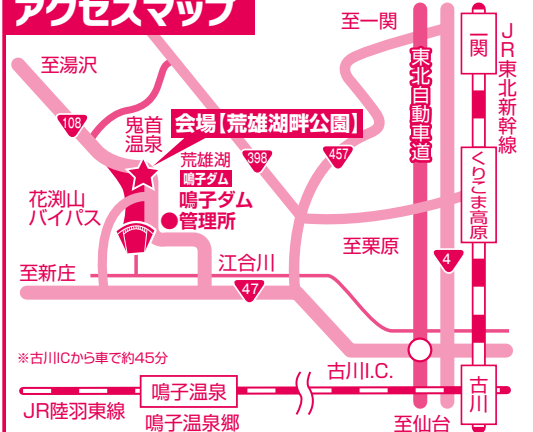 アクセスマップ
至一関
一関
JR東北新幹線
東北自動車道
至湯沢
108
鬼首
温泉
会場【荒雄湖畔公園】
荒雄湖
鳴子ダム
398
457
鳴子ダム
管理所
花渕山
バイパス
くりこま高原
至栗原
4
至新庄
江合川
47
※古川ICから車で約45分
古川I.C.
古川
鳴子温泉
JR陸羽東線
鳴子温泉郷
至仙台